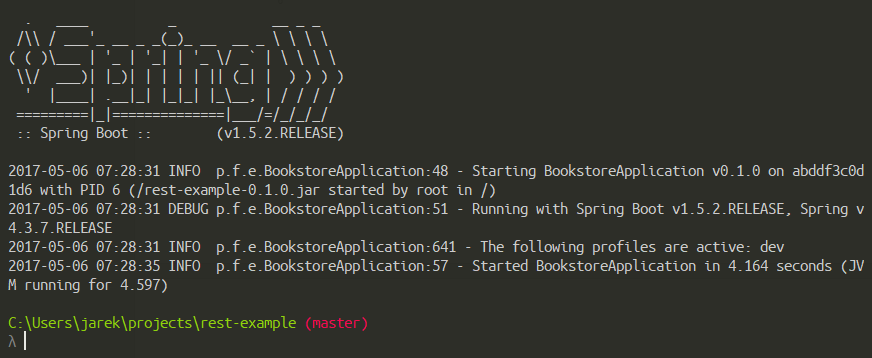 .   ____          _            __ _ _
 /\\ / ___'_ __ _ _(_)_ __  __ _ \ \ \ \
( ( )\___ | '_ | '_| | '_ \/ _` | \ \ \ \
 \\/  ___)| |_)| | | | | || (_| |  ) ) ) )
  '  |____| .__|_| |_|_| |_\__, | / / / /
 =========|_|==============|___/=/_/_/_/
 :: Spring Boot ::        (v1.5.2.RELEASE)
2017-05-06 07:28:31 INFO  p.f.e.BookstoreApplication:48 - Starting BookstoreApplication v0.1.0 on abddf3c0d
1d6 with PID 6 (/rest-example-0.1.0.jar started by root in /)
2017-05-06 07:28:31 DEBUG p.f.e.BookstoreApplication:51 - Running with Spring Boot v1.5.2.RELEASE, Spring v
4.3.7.RELEASE
2017-05-06 07:28:31 INFO  p.f.e.BookstoreApplication:641 - The following profiles are active: dev
2017-05-06 07:28:35 INFO  p.f.e.BookstoreApplication:57 - Started BookstoreApplication in 4.164 seconds (JV
M running for 4.597)
C:\Users\jarek\projects\rest-example (master)
λ